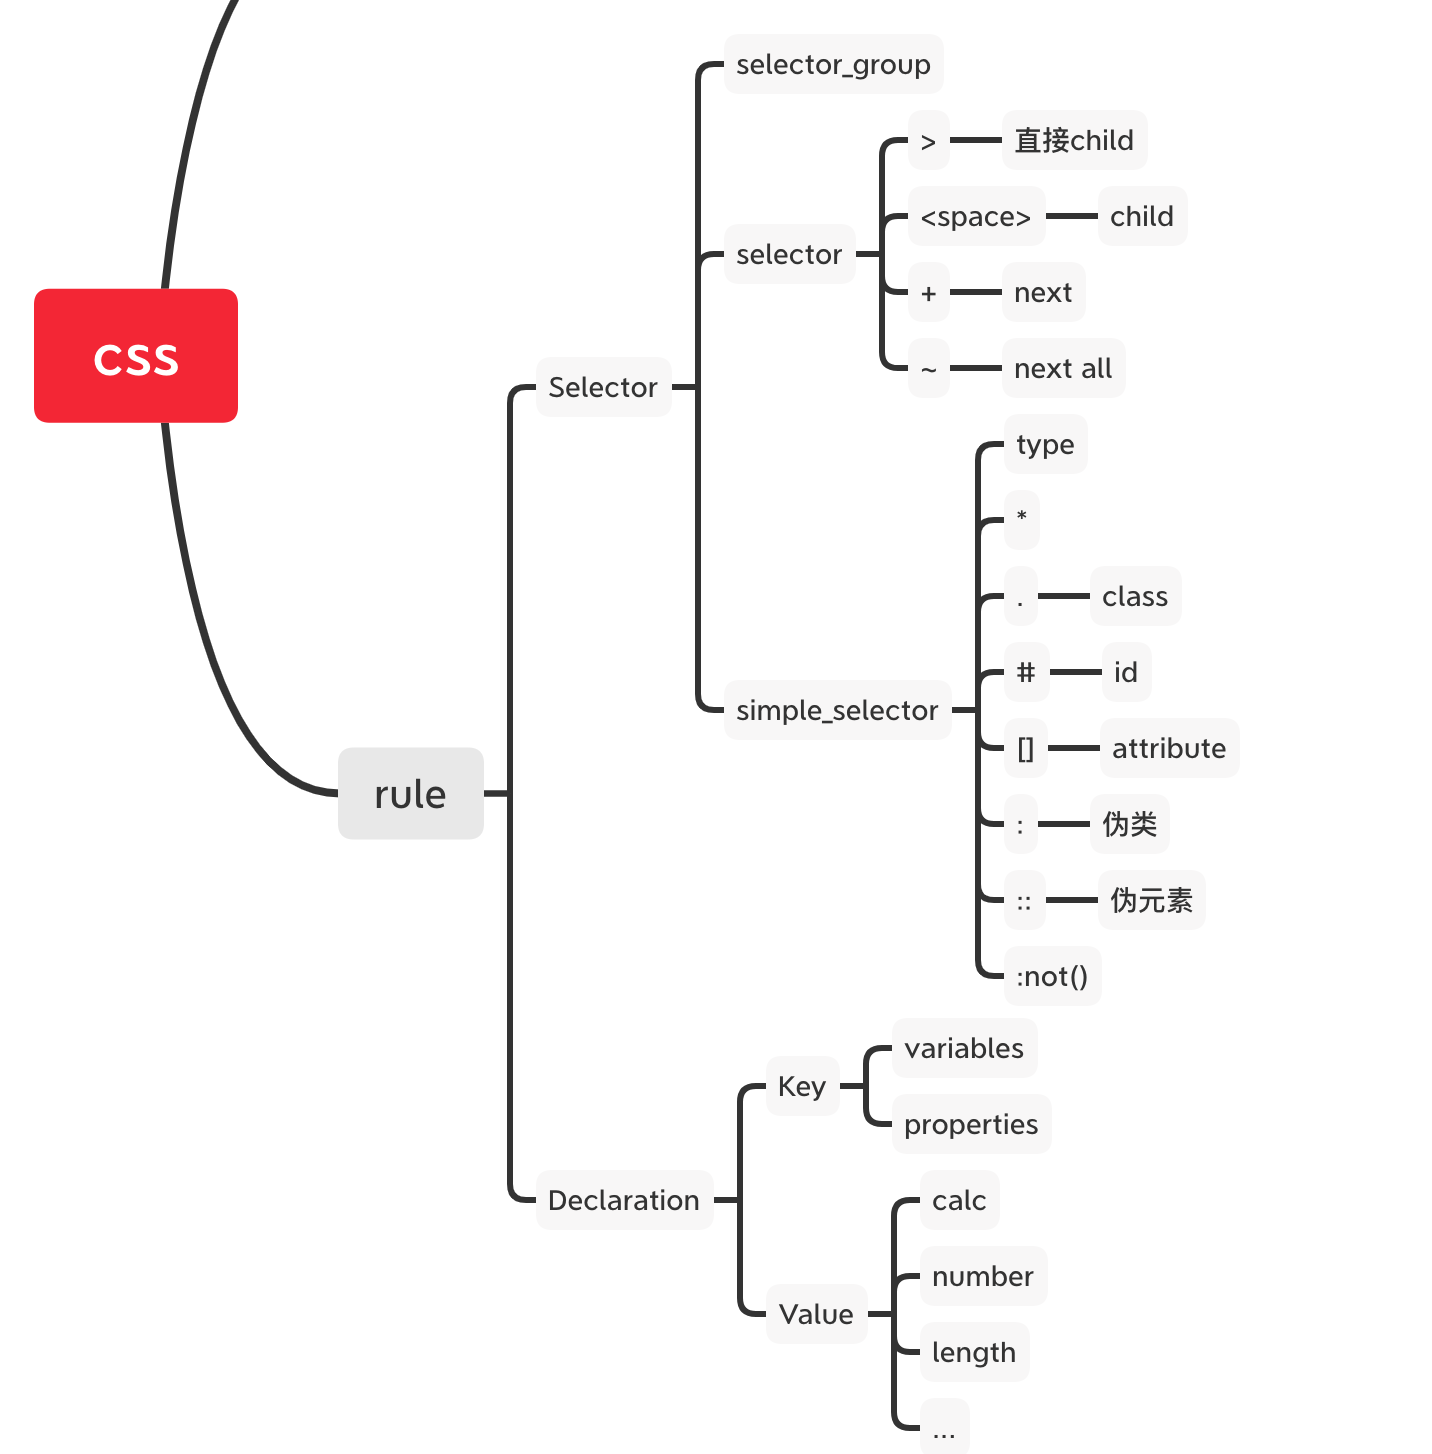 css
rule
Selector
selector_group
selector
>
直接child
<space>
child
+
next
~
next all
simple_selector
type
*
.
class
#
id
[]
attribute
:
伪类
::
伪元素
:not()
Declaration
Key
variables
properties
Value
calc
number
length
...